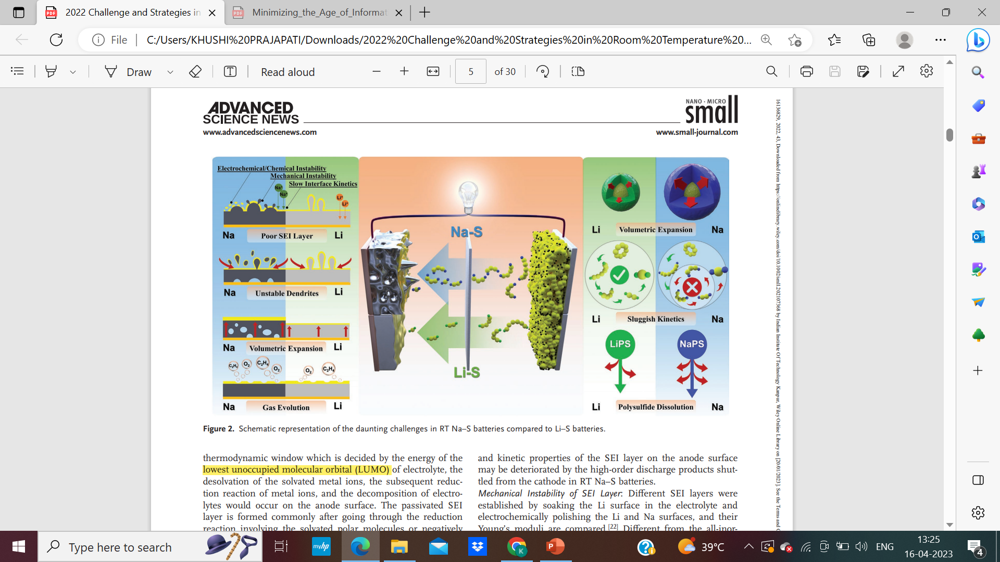 2022 Challenge and Strategies in
Minimizing_the_Age_of_Informat
File
C:/Users/KHUSHI%20PRAJAPATI/Downloads/2022%20Challenge%20and%20Strategies%20in%20Room%20Temperature%20...
Draw
Read aloud
5
of 30
ADVANCED
SCIENCE NEWS
www.advancedsciencenews.com
NANO · MICRO
small
www.small-journal.com
Electrochemical/Chemical Instability
Mechanical Instability
Slow Interface Kinetics
Na⁺
Na⁺
Li⁺
Li⁺
Na
Poor SEI Layer
Li
Na
Unstable Dendrites
Li
Na
Volumetric Expansion
Li
C₂H₄
O₂
C₂H₄
O₂
O₂
C₂H₄
Na
Gas Evolution
Li
Na-S
Li-S
Li
Volumetric Expansion
Na
Li
Sluggish Kinetics
Na
LiPS
NaPS
Li
Polysulfide Dissolution
Na
Figure 2. Schematic representation of the daunting challenges in RT Na–S batteries compared to Li–S batteries.
thermodynamic window which is decided by the energy of the
lowest unoccupied molecular orbital (LUMO) of electrolyte, the
desolvation of the solvated metal ions, the subsequent reduc-
tion reaction of metal ions, and the decomposition of electro-
lytes would occur on the anode surface. The passivated SEI
layer is formed commonly after going through the reduction
reaction involving the solvated polar molecules or negatively
and kinetic properties of the SEI layer on the anode surface
may be deteriorated by the high-order discharge products shut-
tled from the cathode in RT Na–S batteries.
Mechanical Instability of SEI Layer: Different SEI layers were
established by soaking the Li surface in the electrolyte and
electrochemically polishing the Li and Na surfaces, and their
Young's moduli are compared.[22] Different from the all-inor-
16136829, 2022, 43, Downloaded from https://onlinelibrary.wiley.com/doi/10.1002/smll.202107368 by Indian Institute Of Technology Kanpur, Wiley Online Library on [20/01/2023]. See the Terms and C
Type here to search
myhp
K
P
39°C
ENG
13:25
16-04-2023
4